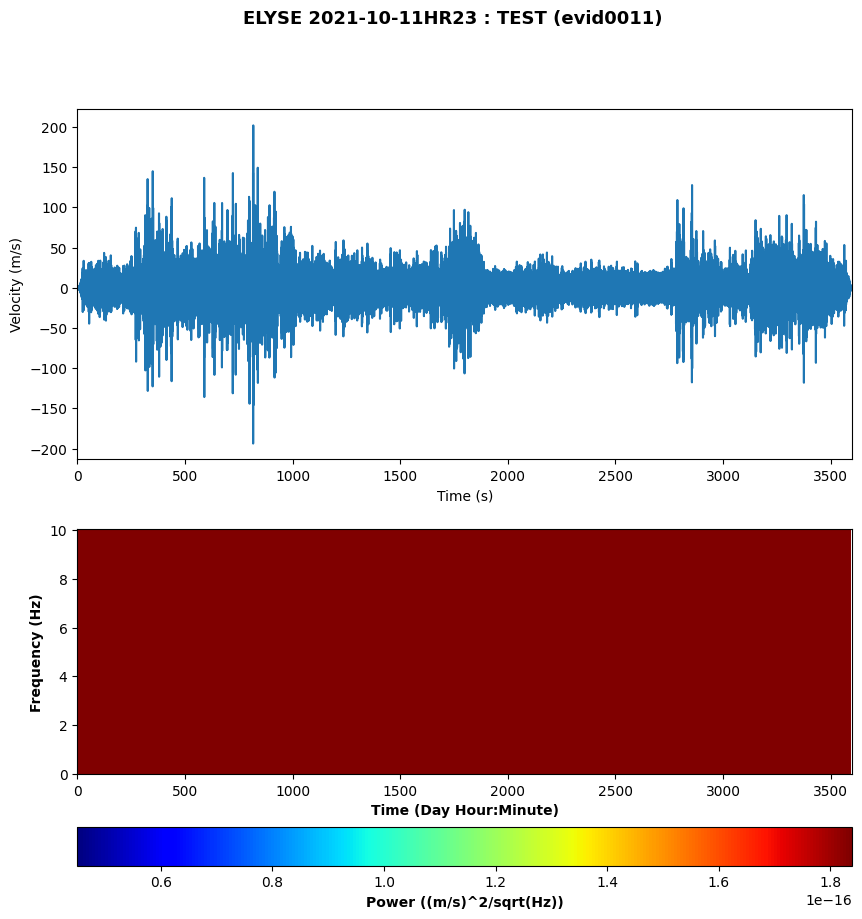 ELYSE 2021-10-11HR23 : TEST (evid0011)
200
150
100
50
0
−50
−100
−150
−200
Velocity (m/s)
0 500 1000 1500 2000 2500 3000 3500
Time (s)
10
8
6
4
2
0
Frequency (Hz)
0 500 1000 1500 2000 2500 3000 3500
Time (Day Hour:Minute)
0.6 0.8 1.0 1.2 1.4 1.6 1.8
1e−16
Power ((m/s)^2/sqrt(Hz))